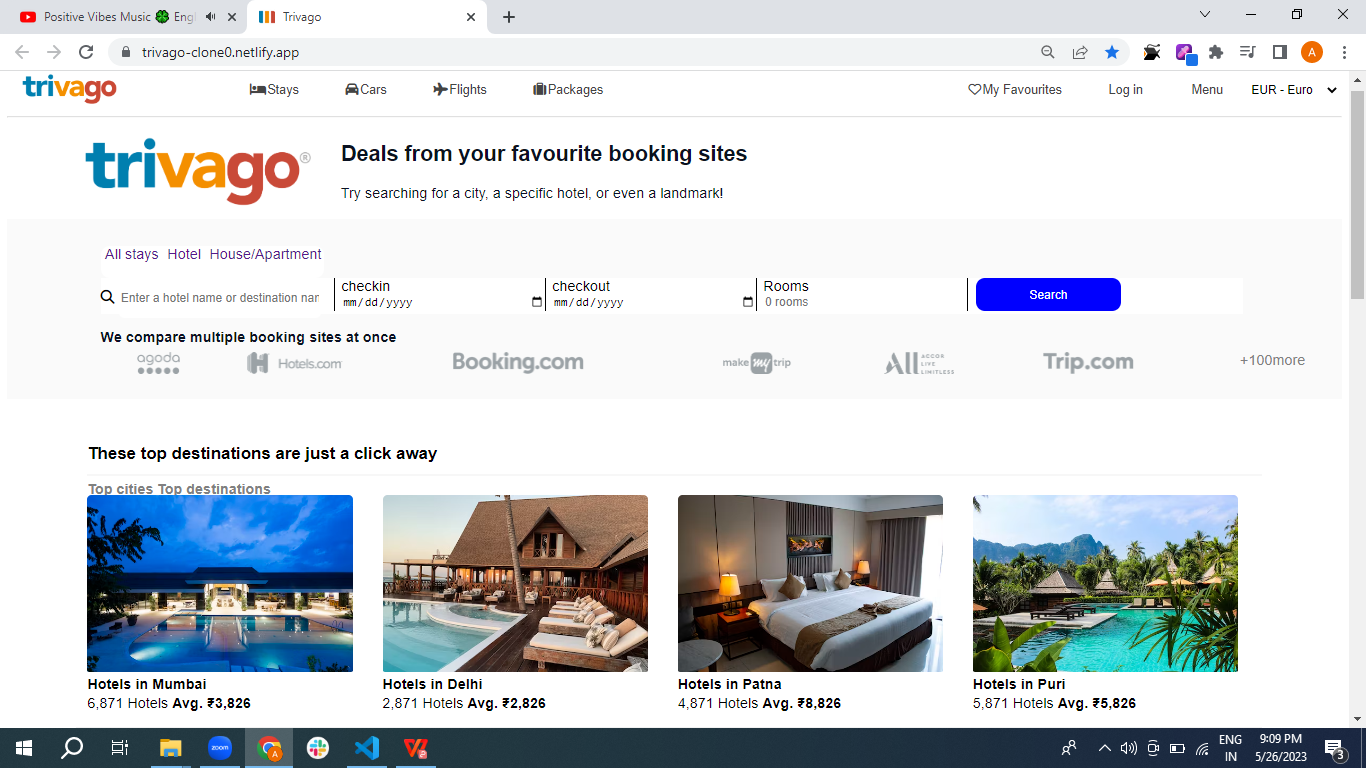 Positive Vibes Music 🍀 Engl
Trivago
trivago-clone0.netlify.app
A
trivago
Stays
Cars
Flights
Packages
My Favourites
Log in
Menu
EUR - Euro
trivago®
Deals from your favourite booking sites
Try searching for a city, a specific hotel, or even a landmark!
All stays Hotel House/Apartment
checkin
checkout
Rooms
Enter a hotel name or destination nam
mm/dd/yyyy
mm/dd/yyyy
0 rooms
Search
We compare multiple booking sites at once
agoda
Hotels.com
Booking.com
make my trip
ALL ACCOR LIVE LIMITLESS
Trip.com
+100more
These top destinations are just a click away
Top cities Top destinations
Hotels in Mumbai
6,871 Hotels Avg. ₹3,826
Hotels in Delhi
2,871 Hotels Avg. ₹2,826
Hotels in Patna
4,871 Hotels Avg. ₹8,826
Hotels in Puri
5,871 Hotels Avg. ₹5,826
zoom
A
ENG
IN
9:09 PM
5/26/2023
3